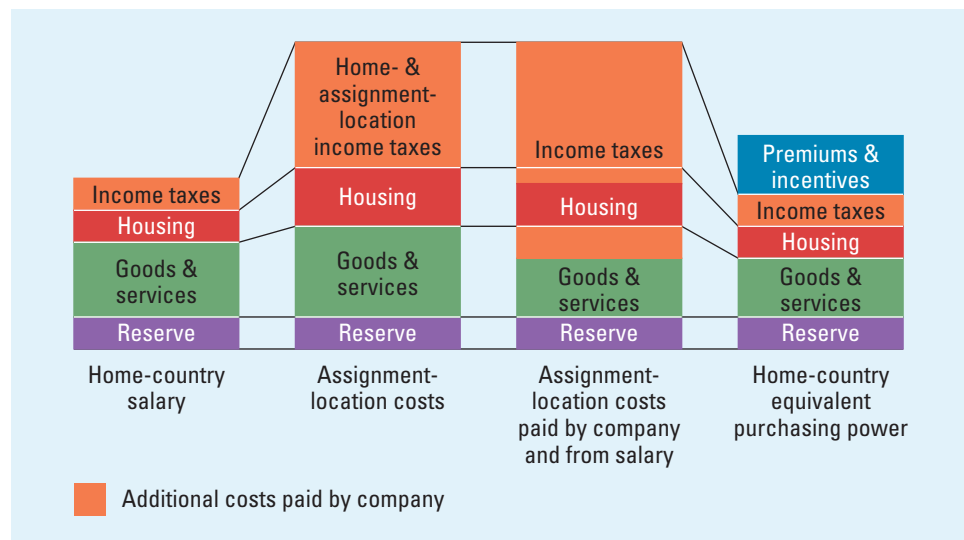 Income taxes
Housing
Goods &
services
Reserve
Home-country
salary
Home- &
assignment-
location
income taxes
Housing
Goods &
services
Reserve
Assignment-
location costs
Income taxes
Housing
Goods &
services
Reserve
Assignment-
location costs
paid by company
and from salary
Premiums &
incentives
Income taxes
Housing
Goods &
services
Reserve
Home-country
equivalent
purchasing power
Additional costs paid by company